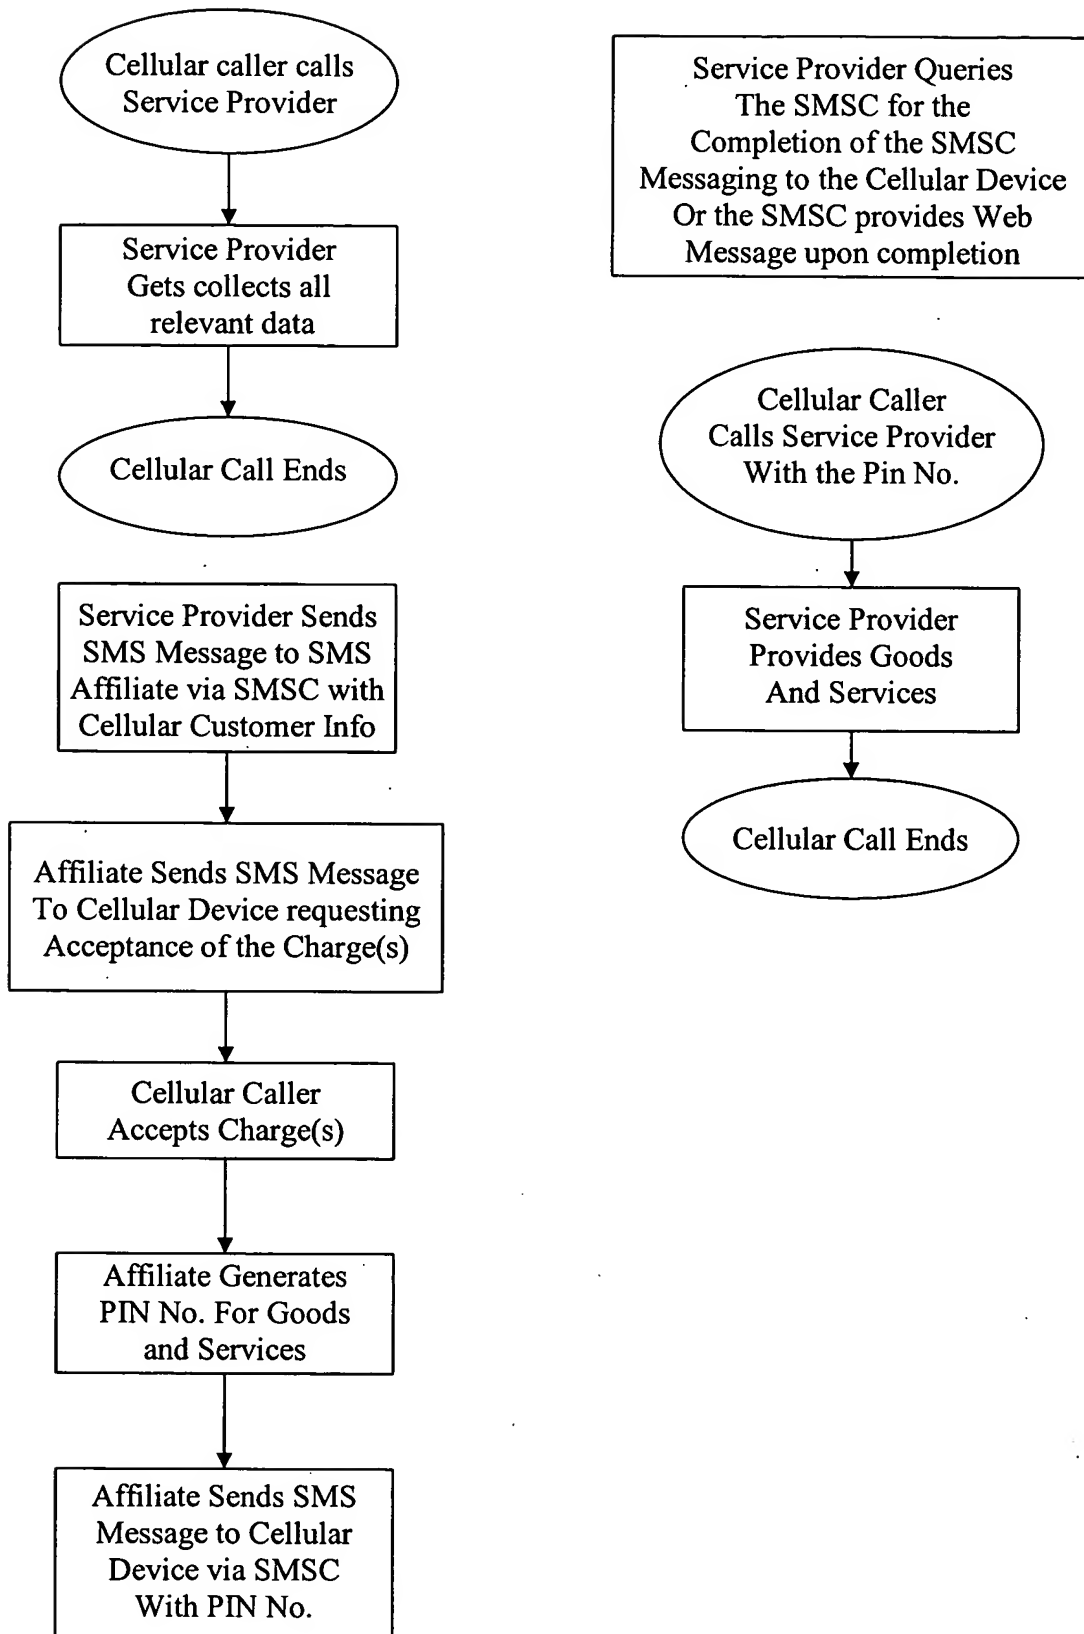 Cellular caller calls
Service Provider
Service Provider
Gets collects all
relevant data
Cellular Call Ends
Service Provider Sends
SMS Message to SMS
Affiliate via SMSC with
Cellular Customer Info
Affiliate Sends SMS Message
To Cellular Device requesting
Acceptance of the Charge(s)
Cellular Caller
Accepts Charge(s)
Affiliate Generates
PIN No. For Goods
and Services
Affiliate Sends SMS
Message to Cellular
Device via SMSC
With PIN No.
Service Provider Queries
The SMSC for the
Completion of the SMSC
Messaging to the Cellular Device
Or the SMSC provides Web
Message upon completion
Cellular Caller
Calls Service Provider
With the Pin No.
Service Provider
Provides Goods
And Services
Cellular Call Ends